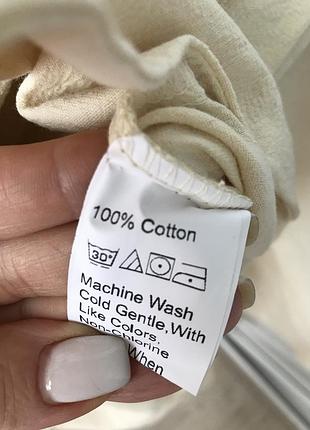 100% Cotton
30°
Machine Wash
Cold Gentle, With
Like Colors,
Non-Chlorine
When